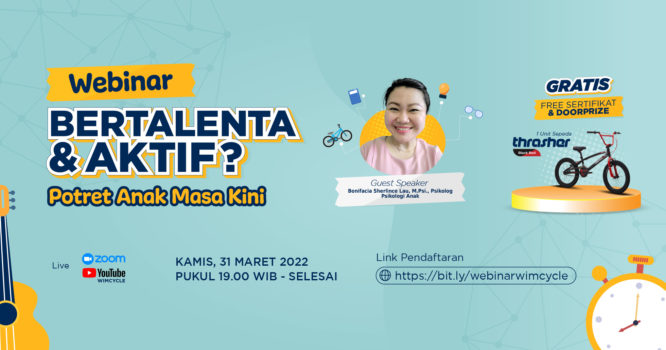 Webinar
BERTALENTA
& AKTIF?
Potret Anak Masa Kini
Guest Speaker
Bonifacia Sherlince Lau, M.Psi., Psikolog
Psikologi Anak
GRATIS
FREE SERTIFIKAT
& DOORPRIZE
1 Unit Sepeda
thrasher
Live
zoom
YouTube
WIMCYCLE
KAMIS, 31 MARET 2022
PUKUL 19.00 WIB - SELESAI
Link Pendaftaran
https://bit.ly/webinarwimcycle